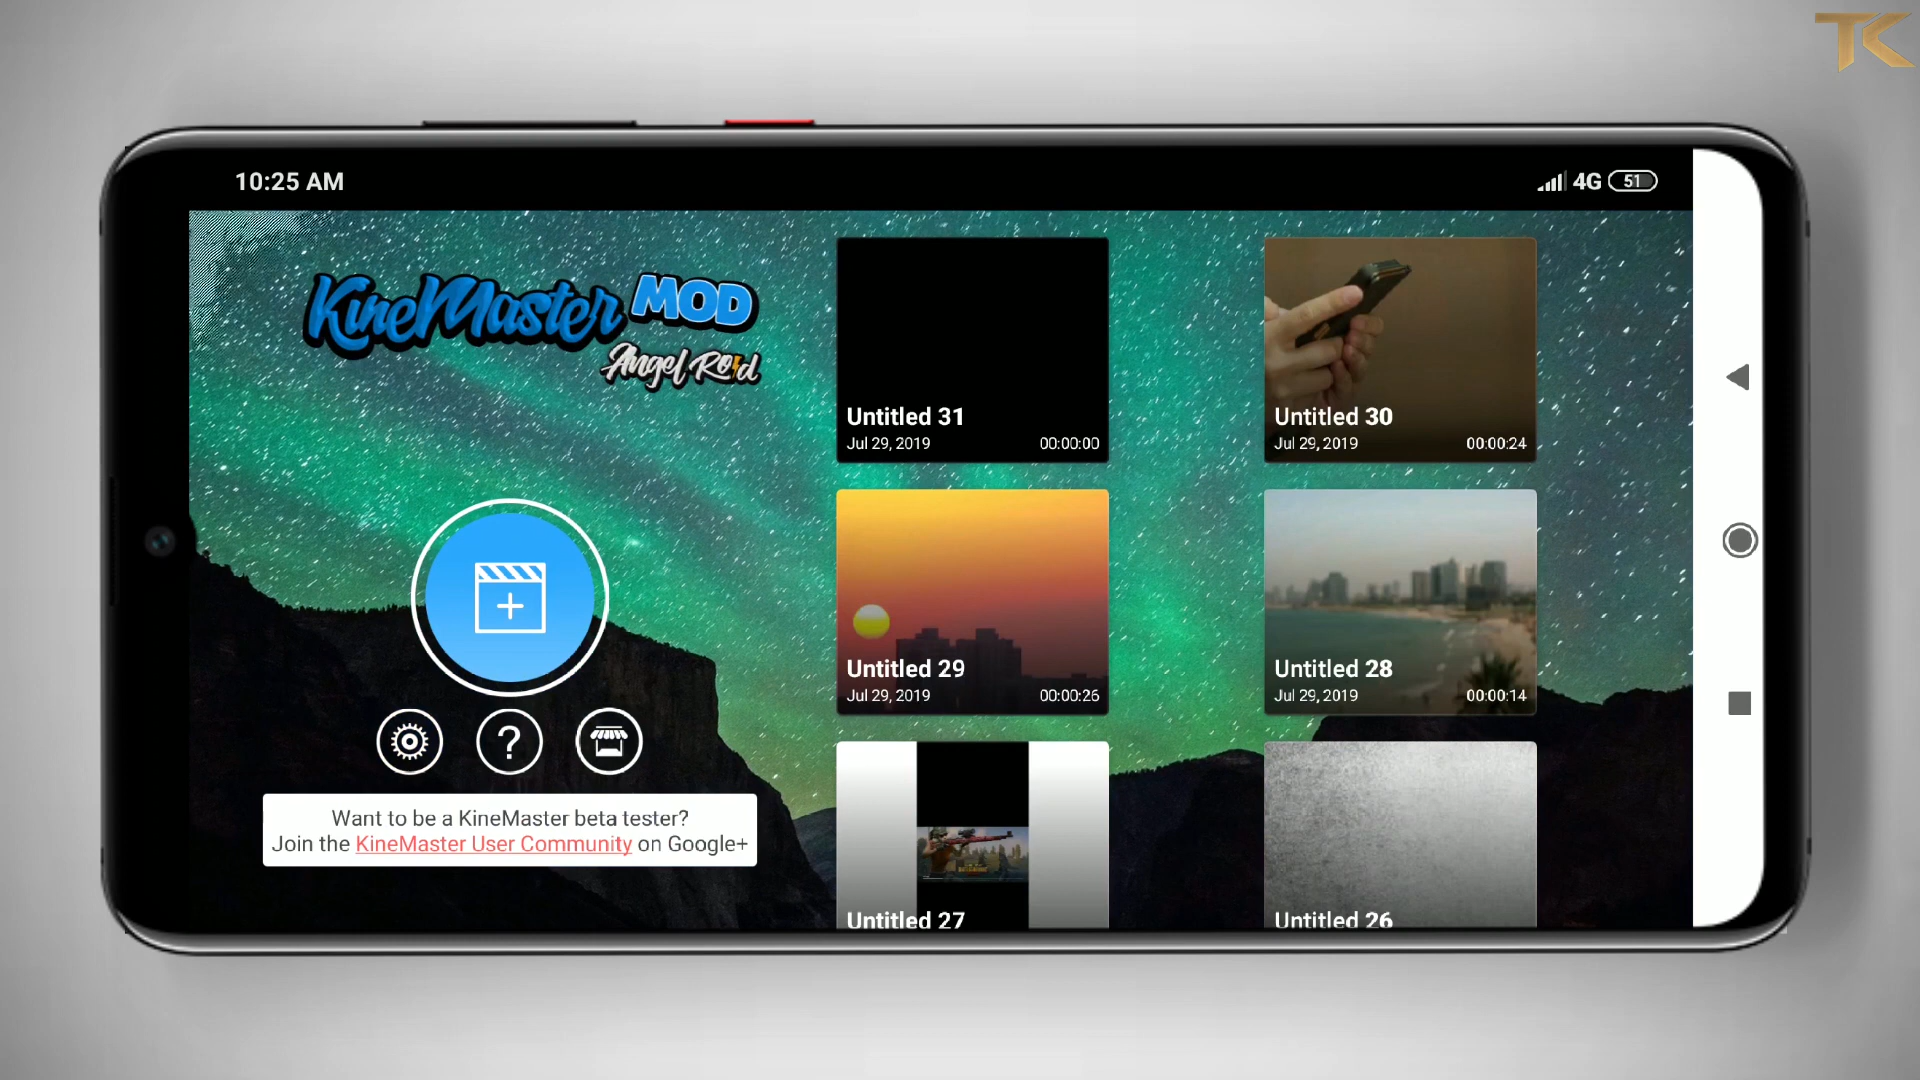 TK
10:25 AM
4G 51
KineMaster MOD
Angel Roid
Untitled 31
Jul 29, 2019 00:00:00
Untitled 30
Jul 29, 2019 00:00:24
Untitled 29
Jul 29, 2019 00:00:26
Untitled 28
Jul 29, 2019 00:00:14
?
Want to be a KineMaster beta tester?
Join the KineMaster User Community on Google+
Untitled 27
Untitled 26